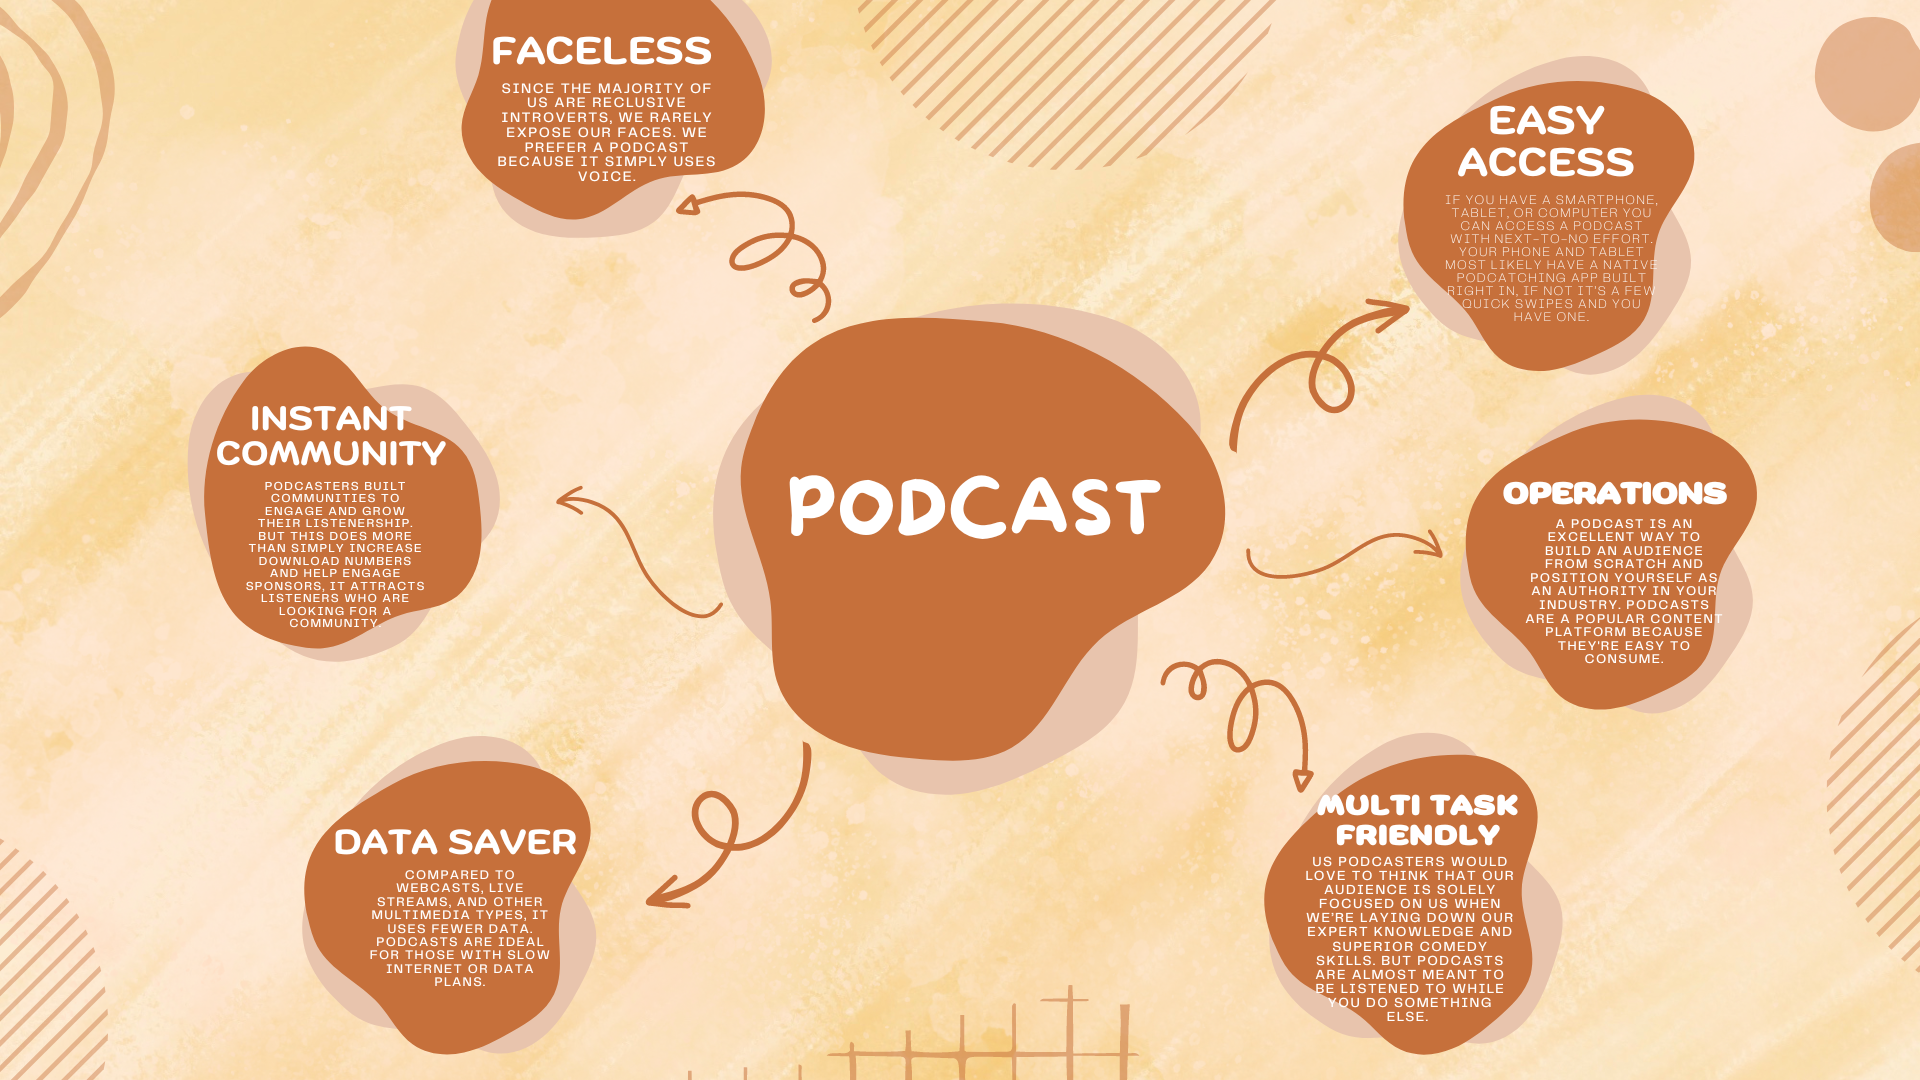 FACELESS
SINCE THE MAJORITY OF
US ARE RECLUSIVE
INTROVERTS, WE RARELY
EXPOSE OUR FACES. WE
PREFER A PODCAST
BECAUSE IT SIMPLY USES
VOICE.
EASY
ACCESS
IF YOU HAVE A SMARTPHONE,
TABLET, OR COMPUTER YOU
CAN ACCESS A PODCAST
WITH NEXT-TO-NO EFFORT.
YOUR PHONE AND TABLET
MOST LIKELY HAVE A NATIVE
PODCATCHING APP BUILT
RIGHT IN, IF NOT IT'S A FEW
QUICK SWIPES AND YOU
HAVE ONE.
INSTANT
COMMUNITY
PODCASTERS BUILT
COMMUNITIES TO
ENGAGE AND GROW
THEIR LISTENERSHIP.
BUT THIS DOES MORE
THAN SIMPLY INCREASE
DOWNLOAD NUMBERS
AND HELP ENGAGE
SPONSORS, IT ATTRACTS
LISTENERS WHO ARE
LOOKING FOR A
COMMUNITY.
PODCAST
OPERATIONS
A PODCAST IS AN
EXCELLENT WAY TO
BUILD AN AUDIENCE
FROM SCRATCH AND
POSITION YOURSELF AS
AN AUTHORITY IN YOUR
INDUSTRY. PODCASTS
ARE A POPULAR CONTENT
PLATFORM BECAUSE
THEY'RE EASY TO
CONSUME.
DATA SAVER
COMPARED TO
WEBCASTS, LIVE
STREAMS, AND OTHER
MULTIMEDIA TYPES, IT
USES FEWER DATA.
PODCASTS ARE IDEAL
FOR THOSE WITH SLOW
INTERNET OR DATA
PLANS.
MULTI TASK
FRIENDLY
US PODCASTERS WOULD
LOVE TO THINK THAT OUR
AUDIENCE IS SOLELY
FOCUSED ON US WHEN
WE'RE LAYING DOWN OUR
EXPERT KNOWLEDGE AND
SUPERIOR COMEDY
SKILLS. BUT PODCASTS
ARE ALMOST MEANT TO
BE LISTENED TO WHILE
YOU DO SOMETHING
ELSE.